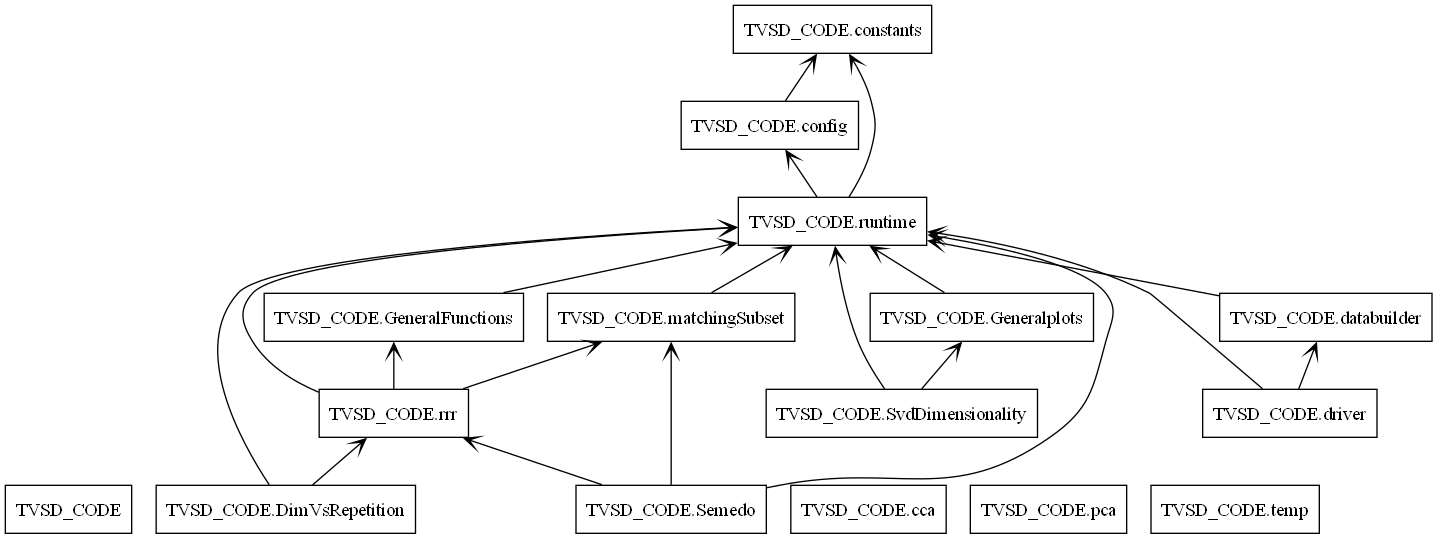 TVSD_CODE.constants
TVSD_CODE.config
TVSD_CODE.runtime
TVSD_CODE.GeneralFunctions
TVSD_CODE.matchingSubset
TVSD_CODE.Generalplots
TVSD_CODE.databuilder
TVSD_CODE.rrr
TVSD_CODE.SvdDimensionality
TVSD_CODE.driver
TVSD_CODE
TVSD_CODE.DimVsRepetition
TVSD_CODE.Semedo
TVSD_CODE.cca
TVSD_CODE.pca
TVSD_CODE.temp